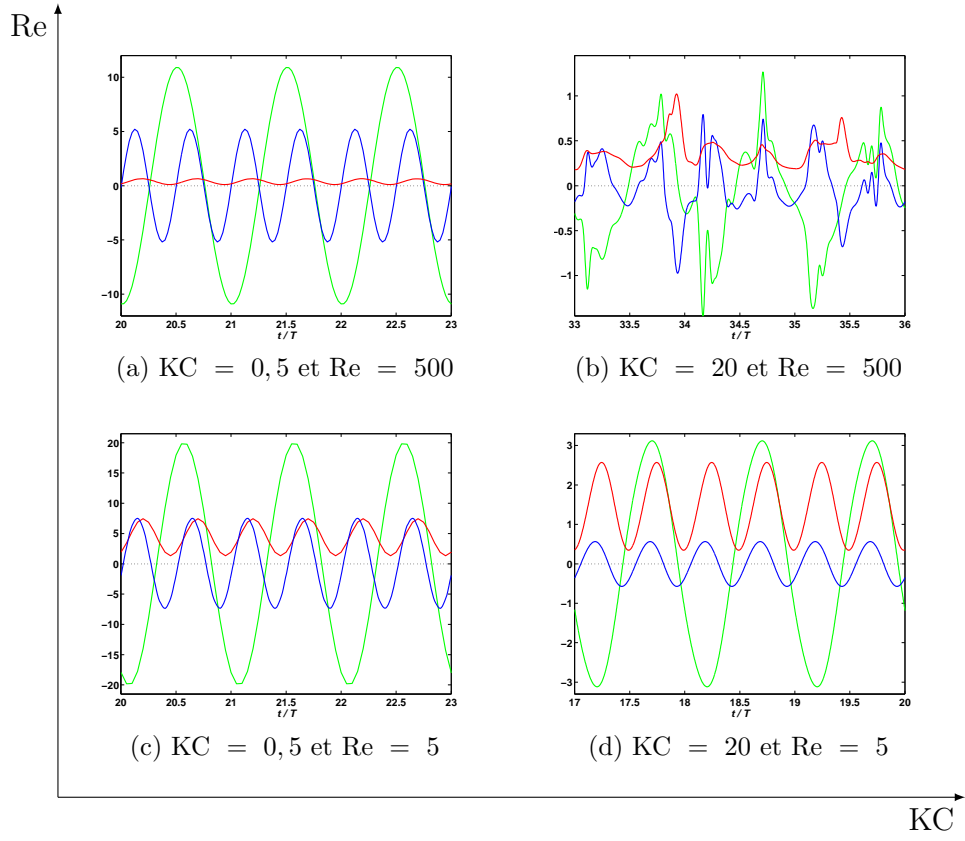 Re
10
5
0
−5
−10
20 20.5 21 21.5 22 22.5 23
t / T
(a) KC = 0,5 et Re = 500
1
0.5
0
−0.5
−1
33 34 34.5 35 35.5 36
t / T
(b) KC = 20 et Re = 500
20
15
10
5
0
−5
−10
−15
−20
20 20.5 21 21.5 22 22.5 23
t / T
(c) KC = 0,5 et Re = 5
3
2
1
0
−1
−2
−3
17 17.5 18 18.5 19 19.5 20
t / T
(d) KC = 20 et Re = 5
KC